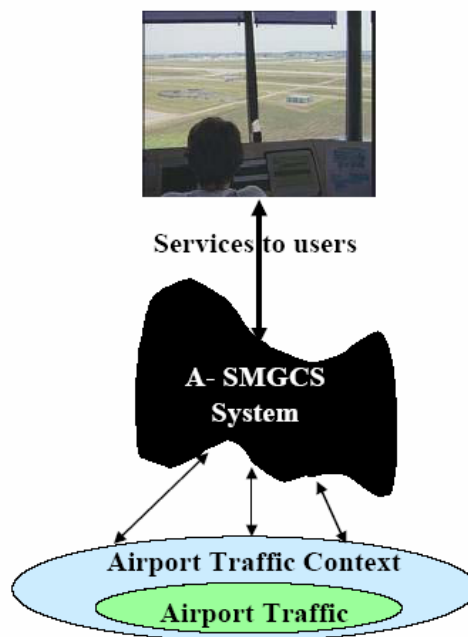 Services to users
A- SMGCS
System
Airport Traffic Context
Airport Traffic